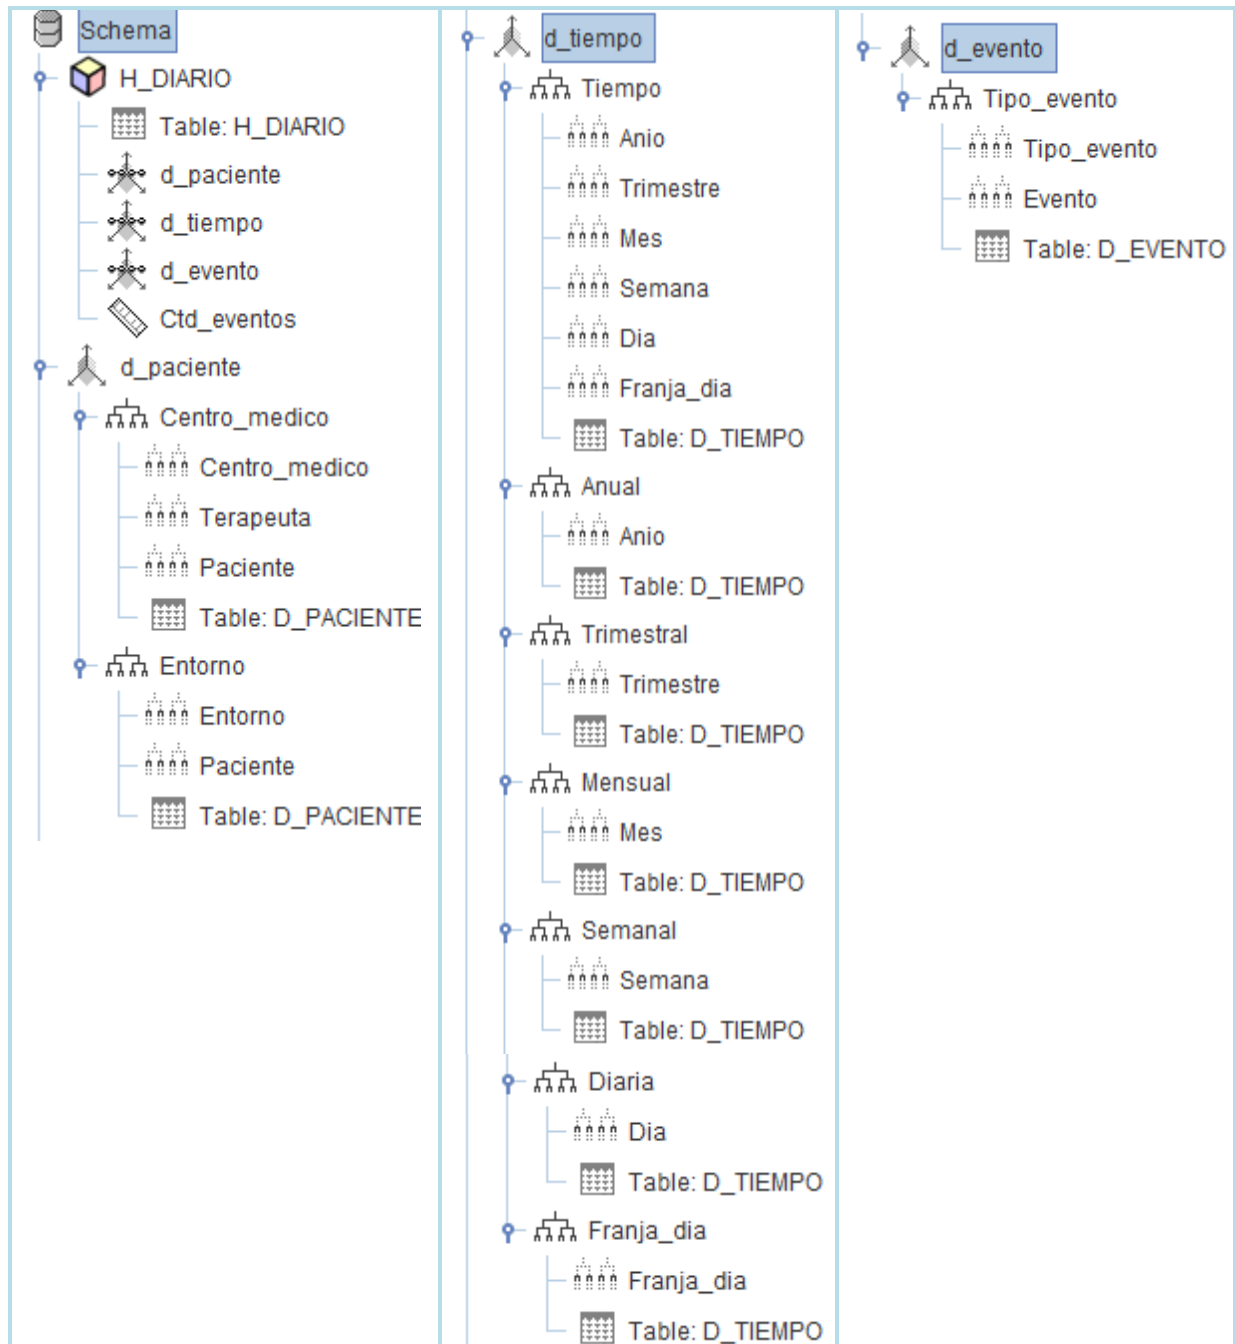 Schema
H_DIARIO
Table: H_DIARIO
d_paciente
d_tiempo
d_evento
Ctd_eventos
d_paciente
Centro_medico
Centro_medico
Terapeuta
Paciente
Table: D_PACIENTE
Entorno
Entorno
Paciente
Table: D_PACIENTE
d_tiempo
Tiempo
Anio
Trimestre
Mes
Semana
Dia
Franja_dia
Table: D_TIEMPO
Anual
Anio
Table: D_TIEMPO
Trimestral
Trimestre
Table: D_TIEMPO
Mensual
Mes
Table: D_TIEMPO
Semanal
Semana
Table: D_TIEMPO
Diaria
Dia
Table: D_TIEMPO
Franja_dia
Franja_dia
Table: D_TIEMPO
d_evento
Tipo_evento
Tipo_evento
Evento
Table: D_EVENTO